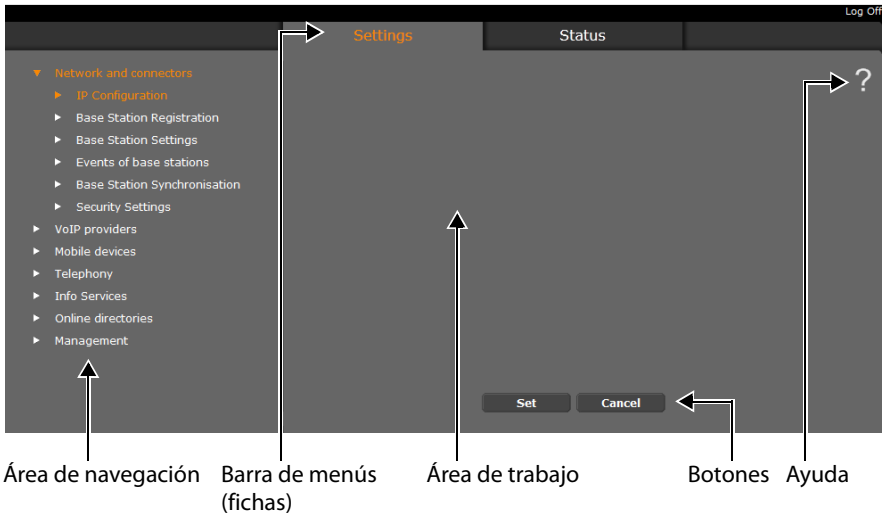 Log Off
Settings
Status
Network and connectors
?
IP Configuration
Base Station Registration
Base Station Settings
Events of base stations
Base Station Synchronisation
Security Settings
VoIP providers
Mobile devices
Telephony
Info Services
Online directories
Management
Set
Cancel
Área de navegación
Barra de menús
(fichas)
Área de trabajo
Botones
Ayuda